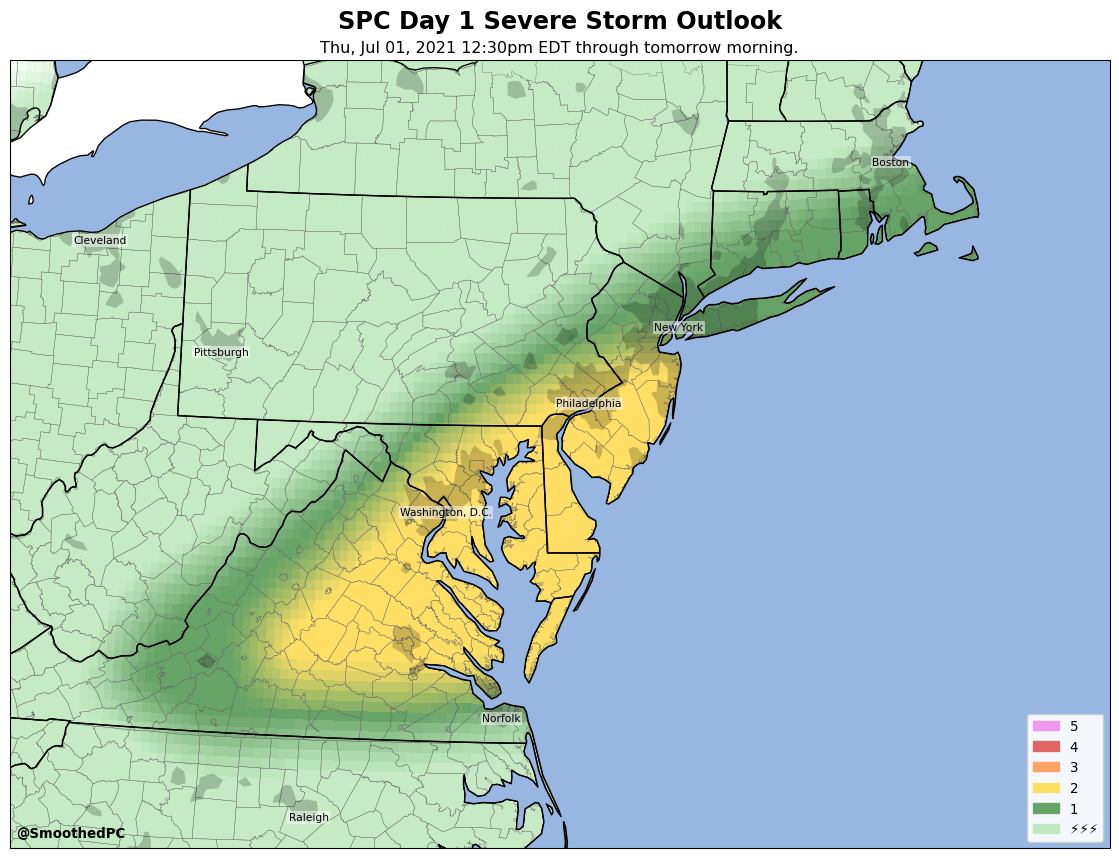 SPC Day 1 Severe Storm Outlook
Thu, Jul 01, 2021 12:30pm EDT through tomorrow morning.
Boston
Cleveland
New York
Pittsburgh
Philadelphia
Washington, D.C.
Norfolk
Raleigh
5
4
3
2
1
⚡⚡⚡
@SmoothedPC